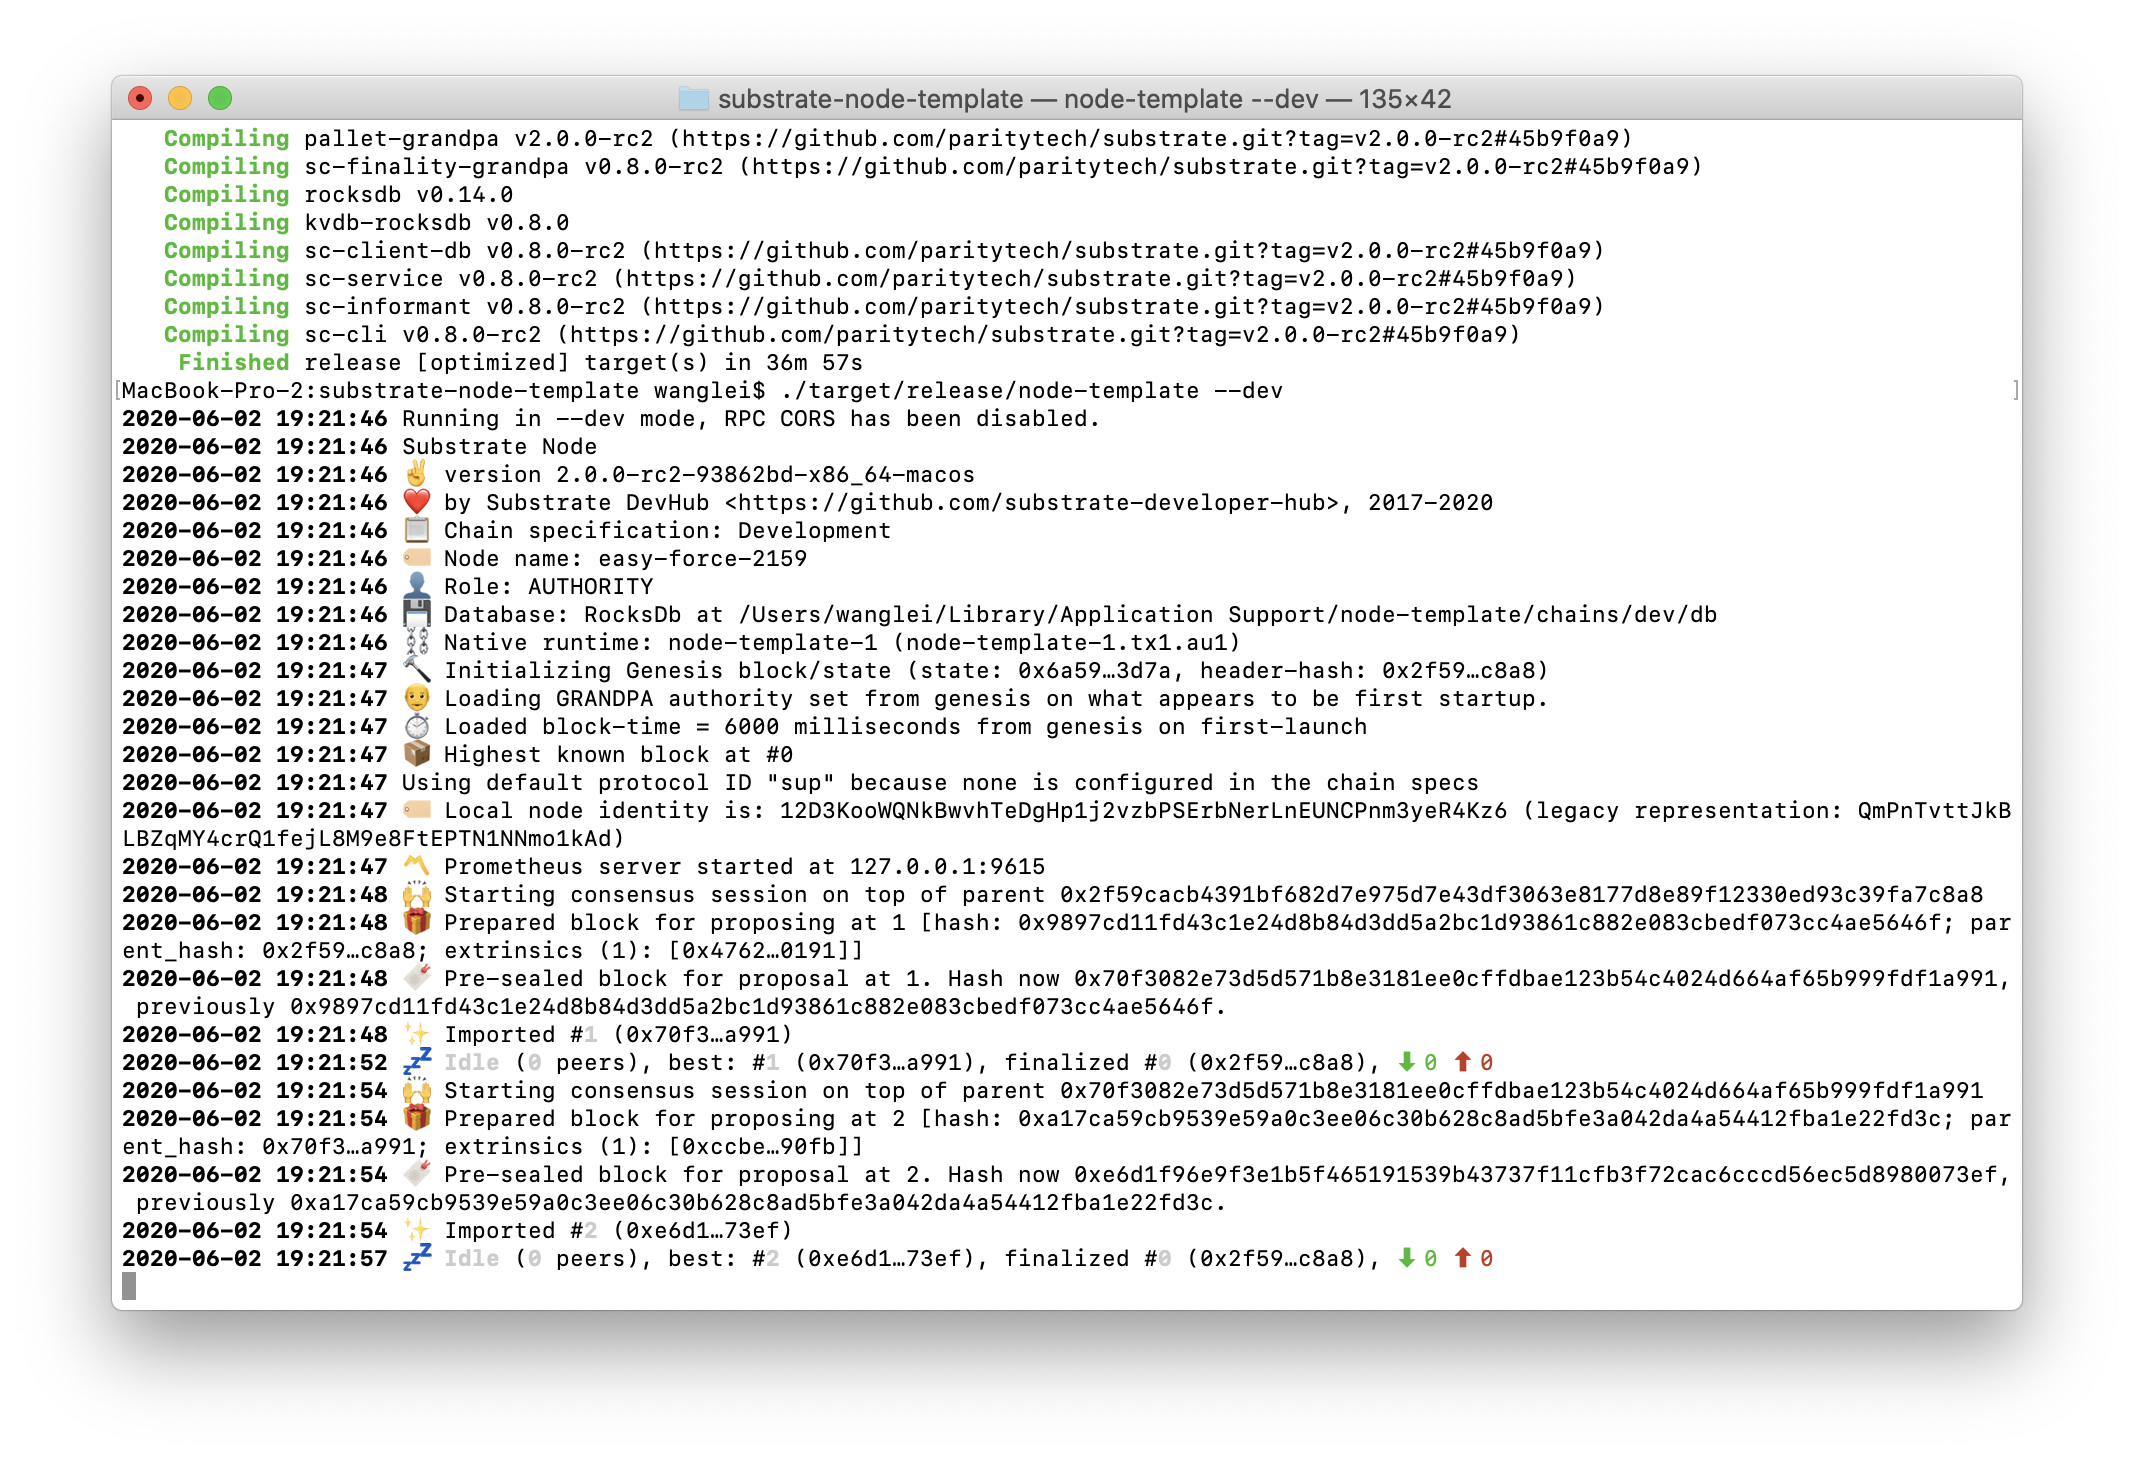 substrate-node-template — node-template --dev — 135×42
Compiling pallet-grandpa v2.0.0-rc2 (https://github.com/paritytech/substrate.git?tag=v2.0.0-rc2#45b9f0a9)
Compiling sc-finality-grandpa v0.8.0-rc2 (https://github.com/paritytech/substrate.git?tag=v2.0.0-rc2#45b9f0a9)
Compiling rocksdb v0.14.0
Compiling kvdb-rocksdb v0.8.0
Compiling sc-client-db v0.8.0-rc2 (https://github.com/paritytech/substrate.git?tag=v2.0.0-rc2#45b9f0a9)
Compiling sc-service v0.8.0-rc2 (https://github.com/paritytech/substrate.git?tag=v2.0.0-rc2#45b9f0a9)
Compiling sc-informant v0.8.0-rc2 (https://github.com/paritytech/substrate.git?tag=v2.0.0-rc2#45b9f0a9)
Compiling sc-cli v0.8.0-rc2 (https://github.com/paritytech/substrate.git?tag=v2.0.0-rc2#45b9f0a9)
Finished release [optimized] target(s) in 36m 57s
[MacBook-Pro-2:substrate-node-template wanglei$ ./target/release/node-template --dev ]
2020-06-02 19:21:46 Running in --dev mode, RPC CORS has been disabled.
2020-06-02 19:21:46 Substrate Node
2020-06-02 19:21:46 ✌️ version 2.0.0-rc2-93862bd-x86_64-macos
2020-06-02 19:21:46 ❤️ by Substrate DevHub <https://github.com/substrate-developer-hub>, 2017-2020
2020-06-02 19:21:46 📋 Chain specification: Development
2020-06-02 19:21:46 🏷 Node name: easy-force-2159
2020-06-02 19:21:46 👤 Role: AUTHORITY
2020-06-02 19:21:46 💾 Database: RocksDb at /Users/wanglei/Library/Application Support/node-template/chains/dev/db
2020-06-02 19:21:46 ⛓ Native runtime: node-template-1 (node-template-1.tx1.au1)
2020-06-02 19:21:47 🔨 Initializing Genesis block/state (state: 0x6a59…3d7a, header-hash: 0x2f59…c8a8)
2020-06-02 19:21:47 👴 Loading GRANDPA authority set from genesis on what appears to be first startup.
2020-06-02 19:21:47 ⏱ Loaded block-time = 6000 milliseconds from genesis on first-launch
2020-06-02 19:21:47 📦 Highest known block at #0
2020-06-02 19:21:47 Using default protocol ID "sup" because none is configured in the chain specs
2020-06-02 19:21:47 🏷 Local node identity is: 12D3KooWQNkBwvhTeDgHp1j2vzbPSErbNerLnEUNCPnm3yeR4Kz6 (legacy representation: QmPnTvttJkB
LBZqMY4crQ1fejL8M9e8FtEPTN1NNmo1kAd)
2020-06-02 19:21:47 〽️ Prometheus server started at 127.0.0.1:9615
2020-06-02 19:21:48 🙌 Starting consensus session on top of parent 0x2f59cacb4391bf682d7e975d7e43df3063e8177d8e89f12330ed93c39fa7c8a8
2020-06-02 19:21:48 🎁 Prepared block for proposing at 1 [hash: 0x9897cd11fd43c1e24d8b84d3dd5a2bc1d93861c882e083cbedf073cc4ae5646f; par
ent_hash: 0x2f59…c8a8; extrinsics (1): [0x4762…0191]]
2020-06-02 19:21:48 🔖 Pre-sealed block for proposal at 1. Hash now 0x70f3082e73d5d571b8e3181ee0cffdbae123b54c4024d664af65b999fdf1a991,
previously 0x9897cd11fd43c1e24d8b84d3dd5a2bc1d93861c882e083cbedf073cc4ae5646f.
2020-06-02 19:21:48 ✨ Imported #1 (0x70f3…a991)
2020-06-02 19:21:52 💤 Idle (0 peers), best: #1 (0x70f3…a991), finalized #0 (0x2f59…c8a8), ⬇ 0 ⬆ 0
2020-06-02 19:21:54 🙌 Starting consensus session on top of parent 0x70f3082e73d5d571b8e3181ee0cffdbae123b54c4024d664af65b999fdf1a991
2020-06-02 19:21:54 🎁 Prepared block for proposing at 2 [hash: 0xa17ca59cb9539e59a0c3ee06c30b628c8ad5bfe3a042da4a54412fba1e22fd3c; par
ent_hash: 0x70f3…a991; extrinsics (1): [0xccbe…90fb]]
2020-06-02 19:21:54 🔖 Pre-sealed block for proposal at 2. Hash now 0xe6d1f96e9f3e1b5f465191539b43737f11cfb3f72cac6cccd56ec5d8980073ef,
previously 0xa17ca59cb9539e59a0c3ee06c30b628c8ad5bfe3a042da4a54412fba1e22fd3c.
2020-06-02 19:21:54 ✨ Imported #2 (0xe6d1…73ef)
2020-06-02 19:21:57 💤 Idle (0 peers), best: #2 (0xe6d1…73ef), finalized #0 (0x2f59…c8a8), ⬇ 0 ⬆ 0